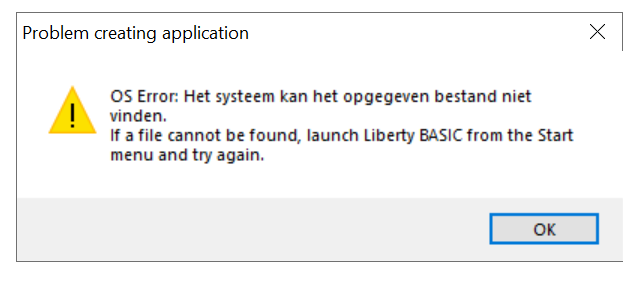 Problem creating application
OS Error: Het systeem kan het opgegeven bestand niet
vinden.
If a file cannot be found, launch Liberty BASIC from the Start
menu and try again.
OK